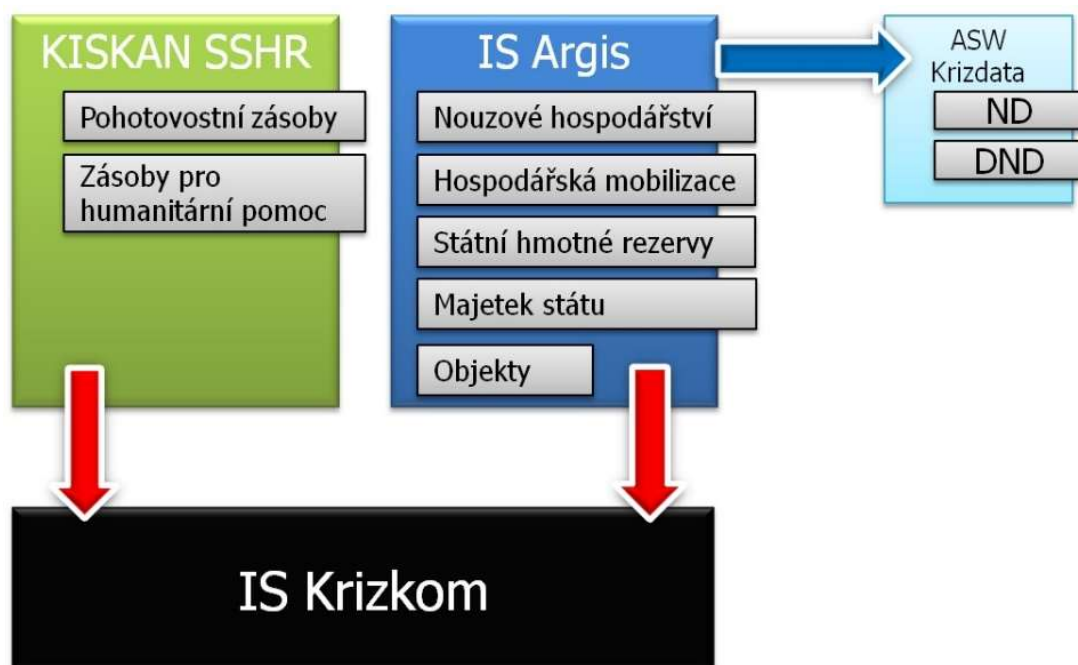 KISKAN SSHR
Pohotovostní zásoby
Zásoby pro
humanitární pomoc
IS Argis
Nouzové hospodářství
Hospodářská mobilizace
Státní hmotné rezervy
Majetek státu
Objekty
ASW
Krizdata
ND
DND
IS Krizkom